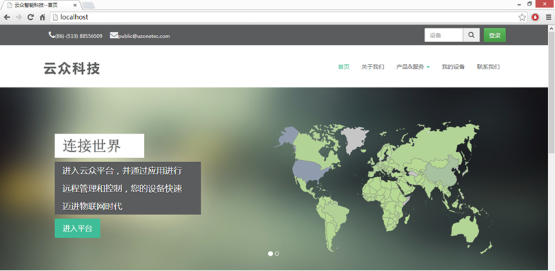 云众智能科技--首页
localhost
(86)-(513) 88556009 public@uzonetec.com
设备 登录
云众科技
首页 关于我们 产品&服务 我的设备 联系我们
连接世界
进入云众平台，并通过应用进行
远程管理和控制，您的设备快速
迈进物联网时代
进入平台